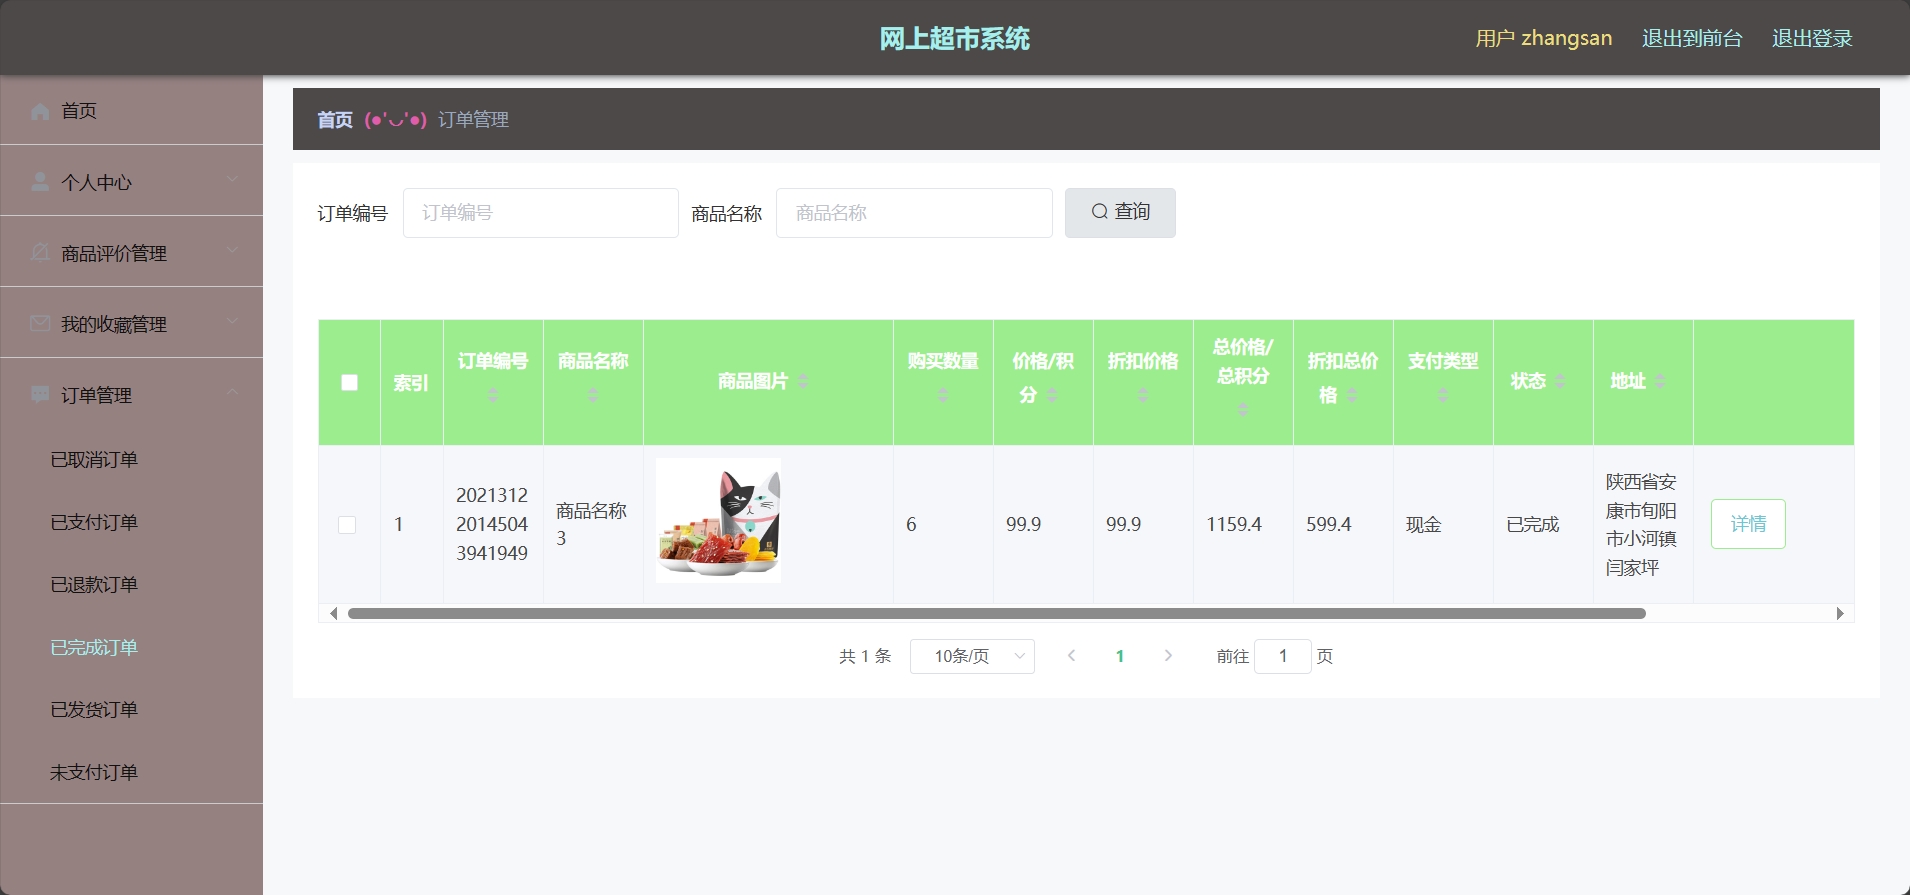 网上超市系统
用户 zhangsan
退出到前台
退出登录
首页
个人中心
商品评价管理
我的收藏管理
订单管理
已取消订单
已支付订单
已退款订单
已完成订单
已发货订单
未支付订单
首页 (●'◡'●) 订单管理
订单编号 订单编号 商品名称 商品名称 查询
索引
订单编号
商品名称
商品图片
购买数量
价格/积
分
折扣价格
总价格/
总积分
折扣总价
格
支付类型
状态
地址
1
2021312
2014504
3941949
商品名称
3
6
99.9
99.9
1159.4
599.4
现金
已完成
陕西省安
康市旬阳
市小河镇
闫家坪
详情
共 1 条 10条/页 1 前往 1 页